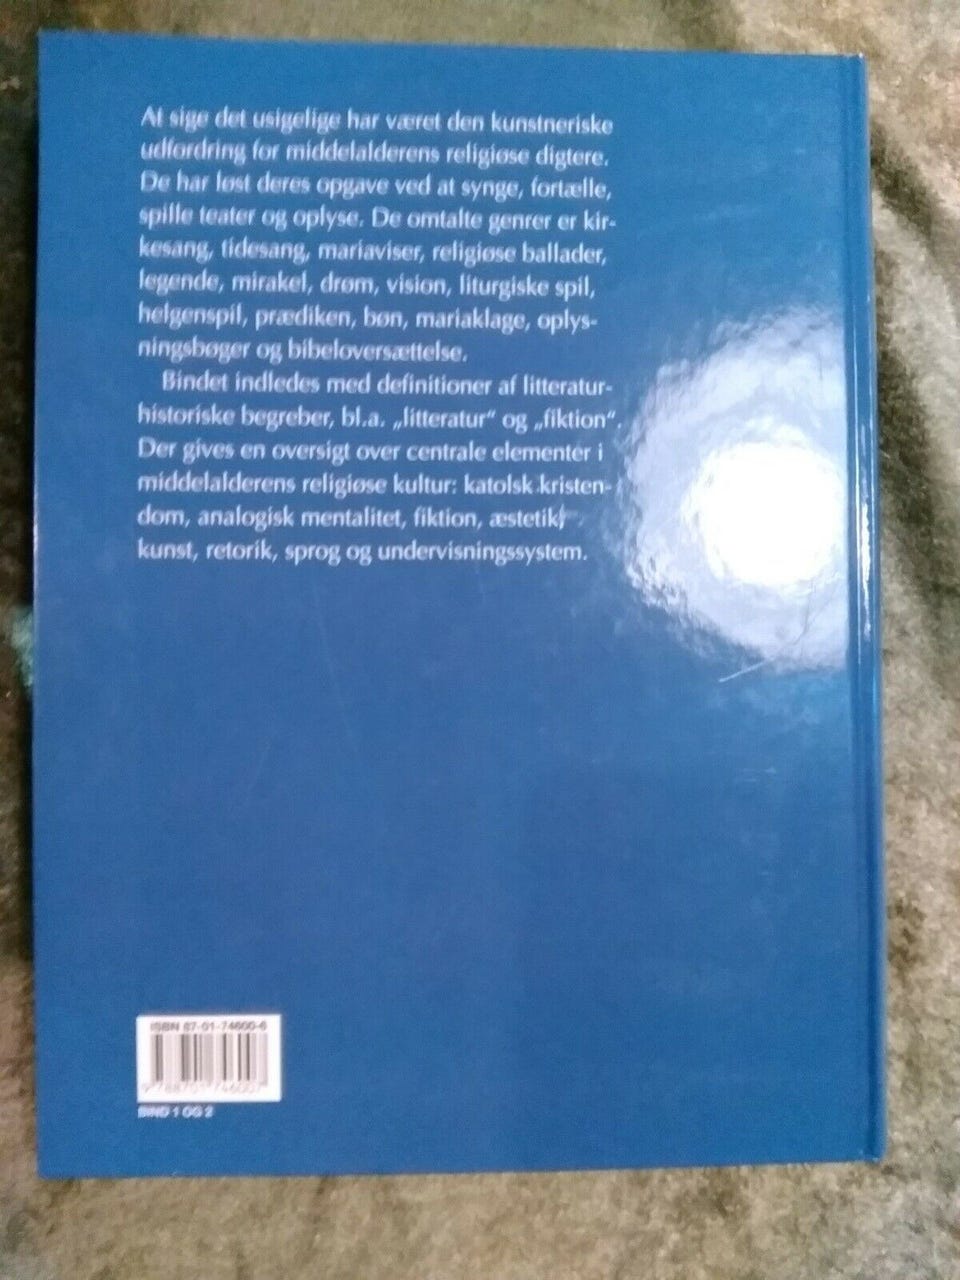 At sige det usigelige har været den kunstneriske
udfordring for middelalderens religiøse digtere.
De har løst deres opgave ved at synge, fortælle,
spille teater og oplyse. De omtalte genrer er kir-
kesang, tidesang, mariaviser, religiøse ballader,
legende, mirakel, drøm, vision, liturgiske spil,
helgenspil, prædiken, bøn, mariaklage, oplys-
ningsbøger og bibeloversættelse.
Bindet indledes med definitioner af litteratur-
historiske begreber, bl.a. „litteratur“ og „fiktion“.
Der gives en oversigt over centrale elementer i
middelalderens religiøse kultur: katolsk kristen-
dom, analogisk mentalitet, fiktion, æstetik,
kunst, retorik, sprog og undervisningssystem.
ISBN 87-01-74600-6
9 788701 746007
BIND 1 OG 2